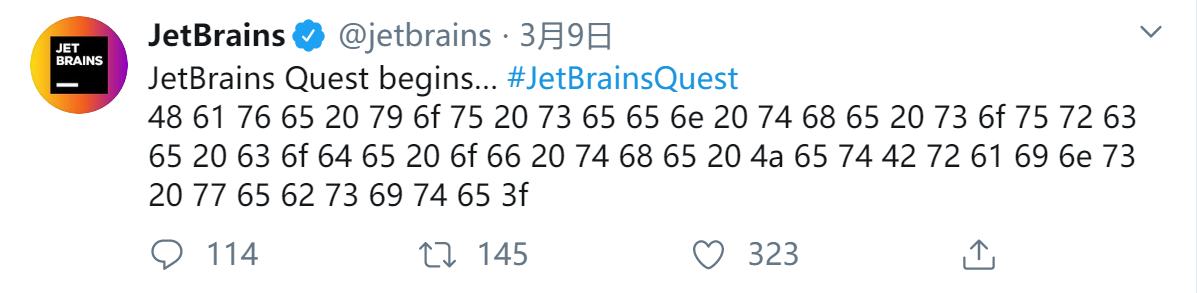 JET
BRAINS
JetBrains @jetbrains · 3月9日
JetBrains Quest begins... #JetBrainsQuest
48 61 76 65 20 79 6f 75 20 73 65 65 6e 20 74 68 65 20 73 6f 75 72 63
65 20 63 6f 64 65 20 6f 66 20 74 68 65 20 4a 65 74 42 72 61 69 6e 73
20 77 65 62 73 69 74 65 3f
114 145 323